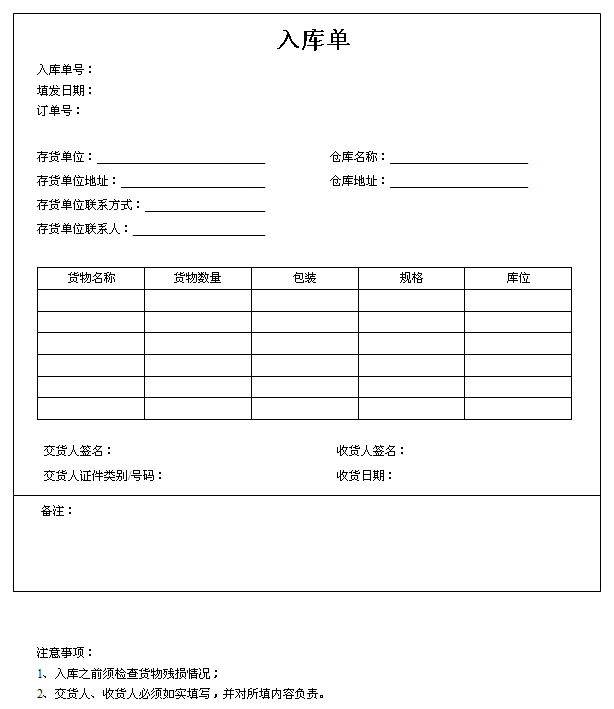 入库单
入库单号：
填发日期：
订单号：
存货单位： 仓库名称：
存货单位地址： 仓库地址：
存货单位联系方式：
存货单位联系人：
货物名称 货物数量 包装 规格 库位
交货人签名： 收货人签名：
交货人证件类别/号码： 收货日期：
备注：
注意事项：
1、入库之前须检查货物残损情况；
2、交货人、收货人必须如实填写，并对所填内容负责。